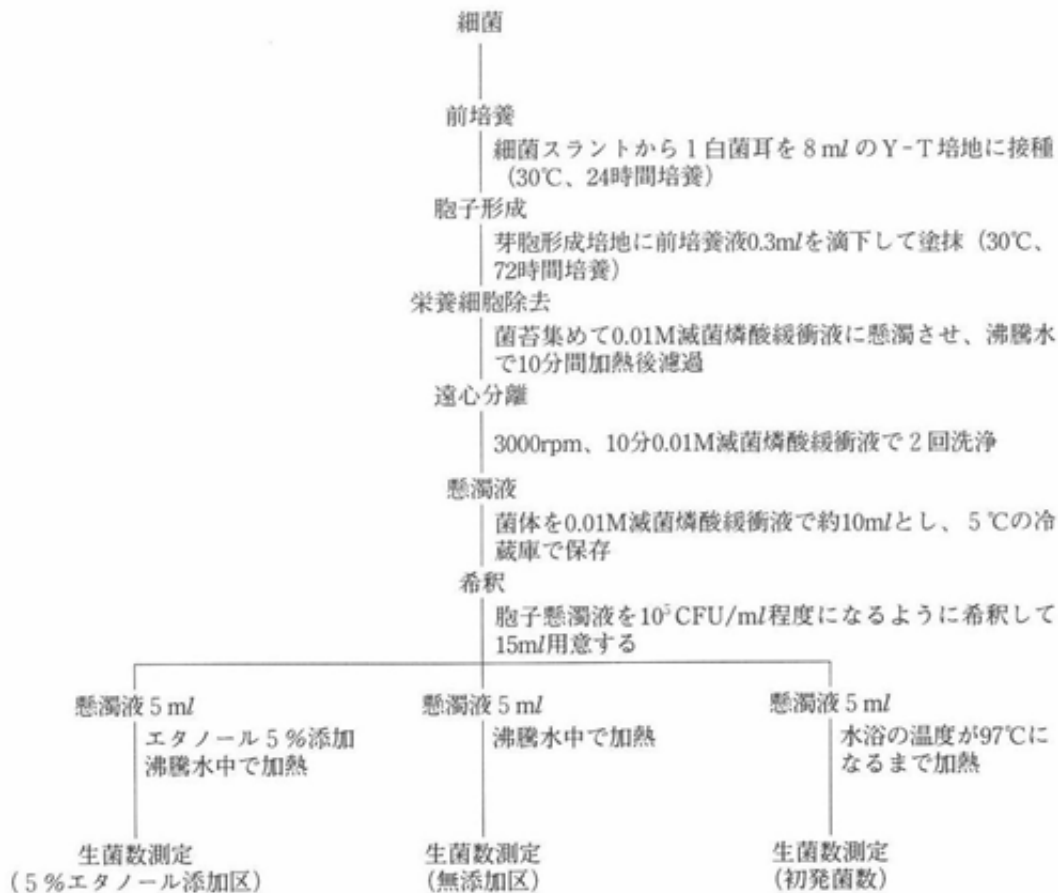 細菌
前培養
細菌スラントから1白菌耳を8mlのY-T培地に接種
(30℃、24時間培養)
胞子形成
芽胞形成培地に前培養液0.3mlを滴下して塗抹(30℃、
72時間培養)
栄養細胞除去
菌苔集めて0.01M滅菌燐酸緩衝液に懸濁させ、沸騰水
で10分間加熱後濾過
遠心分離
3000rpm、10分0.01M滅菌燐酸緩衝液で2回洗浄
懸濁液
菌体を0.01M滅菌燐酸緩衝液で約10mlとし、5℃の冷
蔵庫で保存
希釈
胞子懸濁液を10⁵CFU/ml程度になるように希釈して
15ml用意する
懸濁液5ml
エタノール5%添加
沸騰水中で加熱
生菌数測定
(5%エタノール添加区)
懸濁液5ml
沸騰水中で加熱
生菌数測定
(無添加区)
懸濁液5ml
水浴の温度が97℃に
なるまで加熱
生菌数測定
(初発菌数)